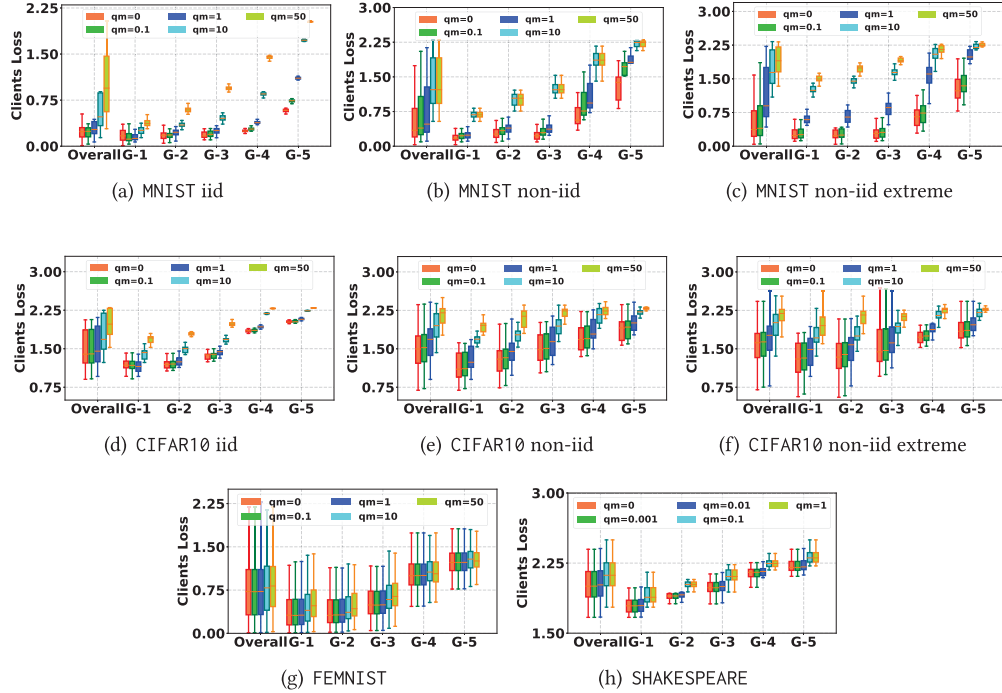 qm=0 qm=1 qm=50
qm=0.1 qm=10
Clients Loss
2.25
1.50
0.75
0.00
Overall G-1 G-2 G-3 G-4 G-5
(a) MNIST iid
qm=0 qm=1 qm=50
qm=0.1 qm=10
Clients Loss
3.00
2.25
1.50
0.75
0.00
Overall G-1 G-2 G-3 G-4 G-5
(b) MNIST non-iid
qm=0 qm=1 qm=50
qm=0.1 qm=10
Clients Loss
3.00
2.25
1.50
0.75
0.00
Overall G-1 G-2 G-3 G-4 G-5
(c) MNIST non-iid extreme
qm=0 qm=1 qm=50
qm=0.1 qm=10
Clients Loss
3.00
2.25
1.50
0.75
Overall G-1 G-2 G-3 G-4 G-5
(d) CIFAR10 iid
qm=0 qm=1 qm=50
qm=0.1 qm=10
Clients Loss
3.00
2.25
1.50
0.75
Overall G-1 G-2 G-3 G-4 G-5
(e) CIFAR10 non-iid
qm=0 qm=1 qm=50
qm=0.1 qm=10
Clients Loss
3.00
2.25
1.50
0.75
Overall G-1 G-2 G-3 G-4 G-5
(f) CIFAR10 non-iid extreme
qm=0 qm=1 qm=50
qm=0.1 qm=10
Clients Loss
2.25
1.50
0.75
0.00
Overall G-1 G-2 G-3 G-4 G-5
(g) FEMNIST
qm=0 qm=0.01 qm=1
qm=0.001 qm=0.1
Clients Loss
3.00
2.25
1.50
Overall G-1 G-2 G-3 G-4 G-5
(h) SHAKESPEARE